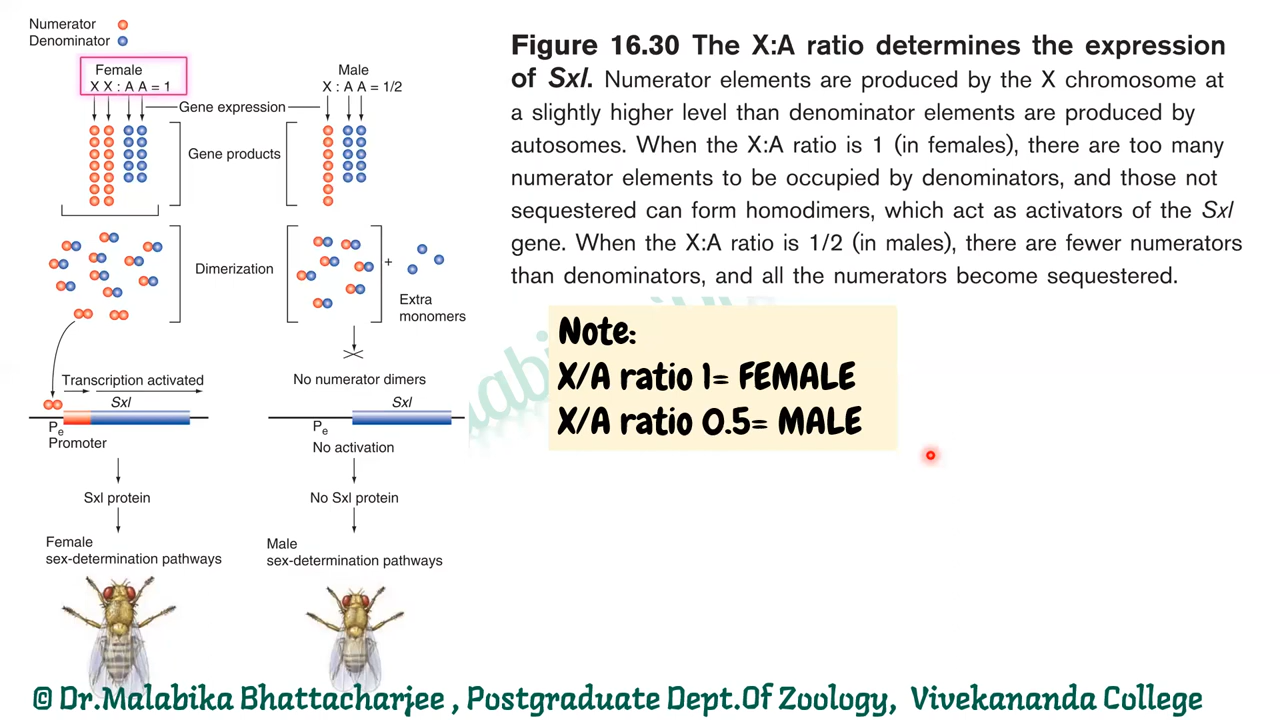 Numerator
Denominator
Female
X X : A A = 1
Male
X : A A = 1/2
Gene expression
Gene products
Dimerization
+
Extra
monomers
Transcription activated
Sxl
Pe
Promoter
No numerator dimers
Sxl
Pe
No activation
Sxl protein
No Sxl protein
Female
sex-determination pathways
Male
sex-determination pathways
Figure 16.30 The X:A ratio determines the expression
of Sxl. Numerator elements are produced by the X chromosome at
a slightly higher level than denominator elements are produced by
autosomes. When the X:A ratio is 1 (in females), there are too many
numerator elements to be occupied by denominators, and those not
sequestered can form homodimers, which act as activators of the Sxl
gene. When the X:A ratio is 1/2 (in males), there are fewer numerators
than denominators, and all the numerators become sequestered.
Note:
X/A ratio 1= FEMALE
X/A ratio 0.5= MALE
© Dr.Malabika Bhattacharjee , Postgraduate Dept.Of Zoology, Vivekananda College